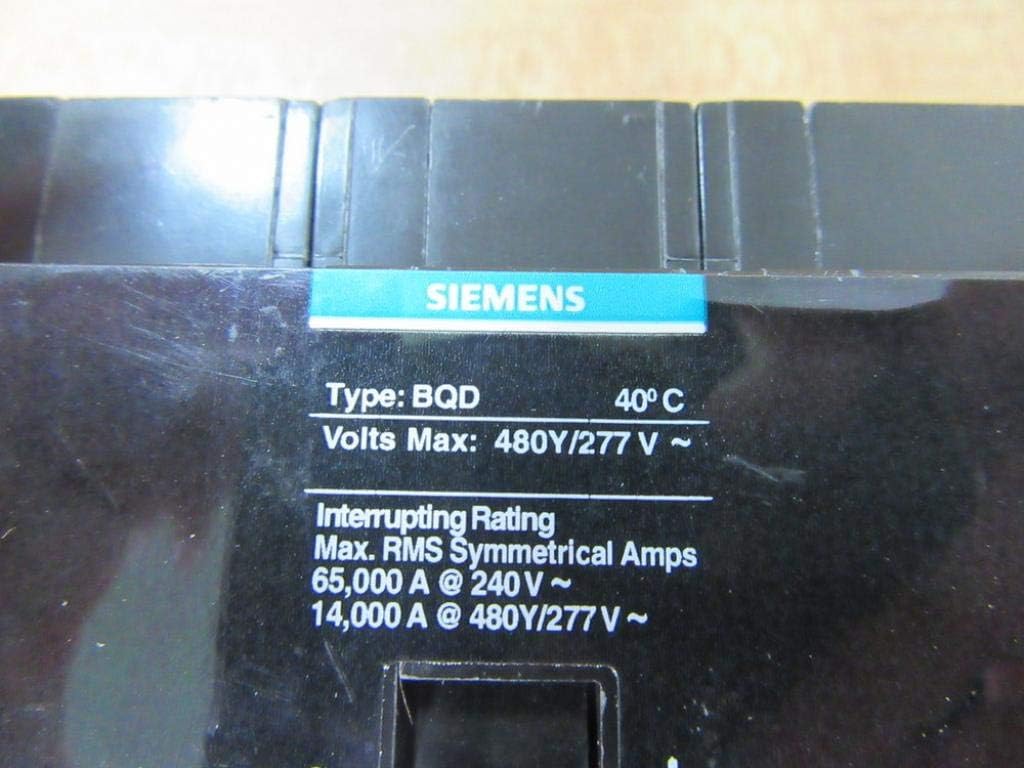 SIEMENS
Type: BQD 40⁰ C
Volts Max: 480Y/277 V ~
Interrupting Rating
Max. RMS Symmetrical Amps
65,000 A @ 240 V ~
14,000 A @ 480Y/277 V ~